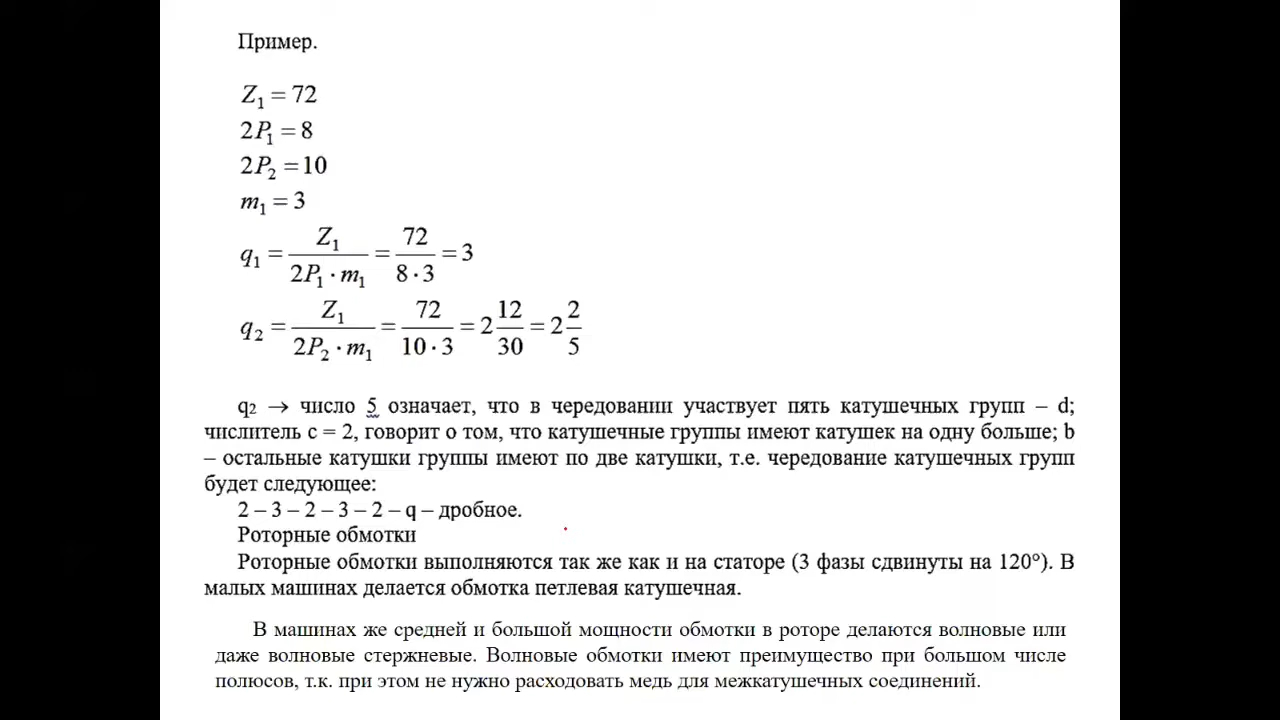 Пример.
Z₁ = 72
2P₁ = 8
2P₂ = 10
m₁ = 3
q₁ = Z₁ / (2P₁ · m₁) = 72 / (8 · 3) = 3
q₂ = Z₁ / (2P₂ · m₁) = 72 / (10 · 3) = 2 12/30 = 2 2/5
q₂ → число 5 означает, что в чередовании участвует пять катушечных групп – d;
числитель с = 2, говорит о том, что катушечные группы имеют катушек на одну больше; b
– остальные катушки группы имеют по две катушки, т.е. чередование катушечных групп
будет следующее:
2 – 3 – 2 – 3 – 2 – q – дробное.
Роторные обмотки
Роторные обмотки выполняются так же как и на статоре (3 фазы сдвинуты на 120°). В
малых машинах делается обмотка петлевая катушечная.
В машинах же средней и большой мощности обмотки в роторе делаются волновые или
даже волновые стержневые. Волновые обмотки имеют преимущество при большом числе
полюсов, т.к. при этом не нужно расходовать медь для межкатушечных соединений.